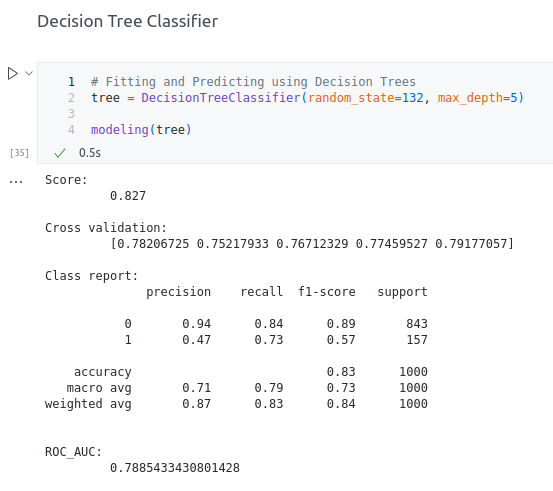 Decision Tree Classifier
1 # Fitting and Predicting using Decision Trees
2 tree = DecisionTreeClassifier(random_state=132, max_depth=5)
3
4 modeling(tree)
[35] ✓ 0.5s
... Score:
0.827
Cross validation:
[0.78206725 0.75217933 0.76712329 0.77459527 0.79177057]
Class report:
precision recall f1-score support
0 0.94 0.84 0.89 843
1 0.47 0.73 0.57 157
accuracy 0.83 1000
macro avg 0.71 0.79 0.73 1000
weighted avg 0.87 0.83 0.84 1000
ROC_AUC:
0.7885433430801428